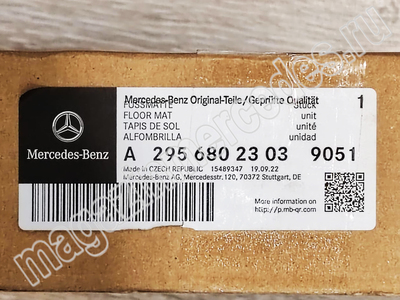 Mercedes-Benz Original-Teile/Geprüfte Qualität 1
FUSSMATTE Stück
FLOOR MAT unit
TAPIS DE SOL unité
ALFOMBRILLA unidad
Mercedes-Benz
A 295 680 23 03 9051
Made in CZECH REPUBLIC 15489347 19.09.22
Mercedes-Benz AG, Mercedesstr.120, 70372 Stuttgart, DE
More information on
http://p.mb-qr.com